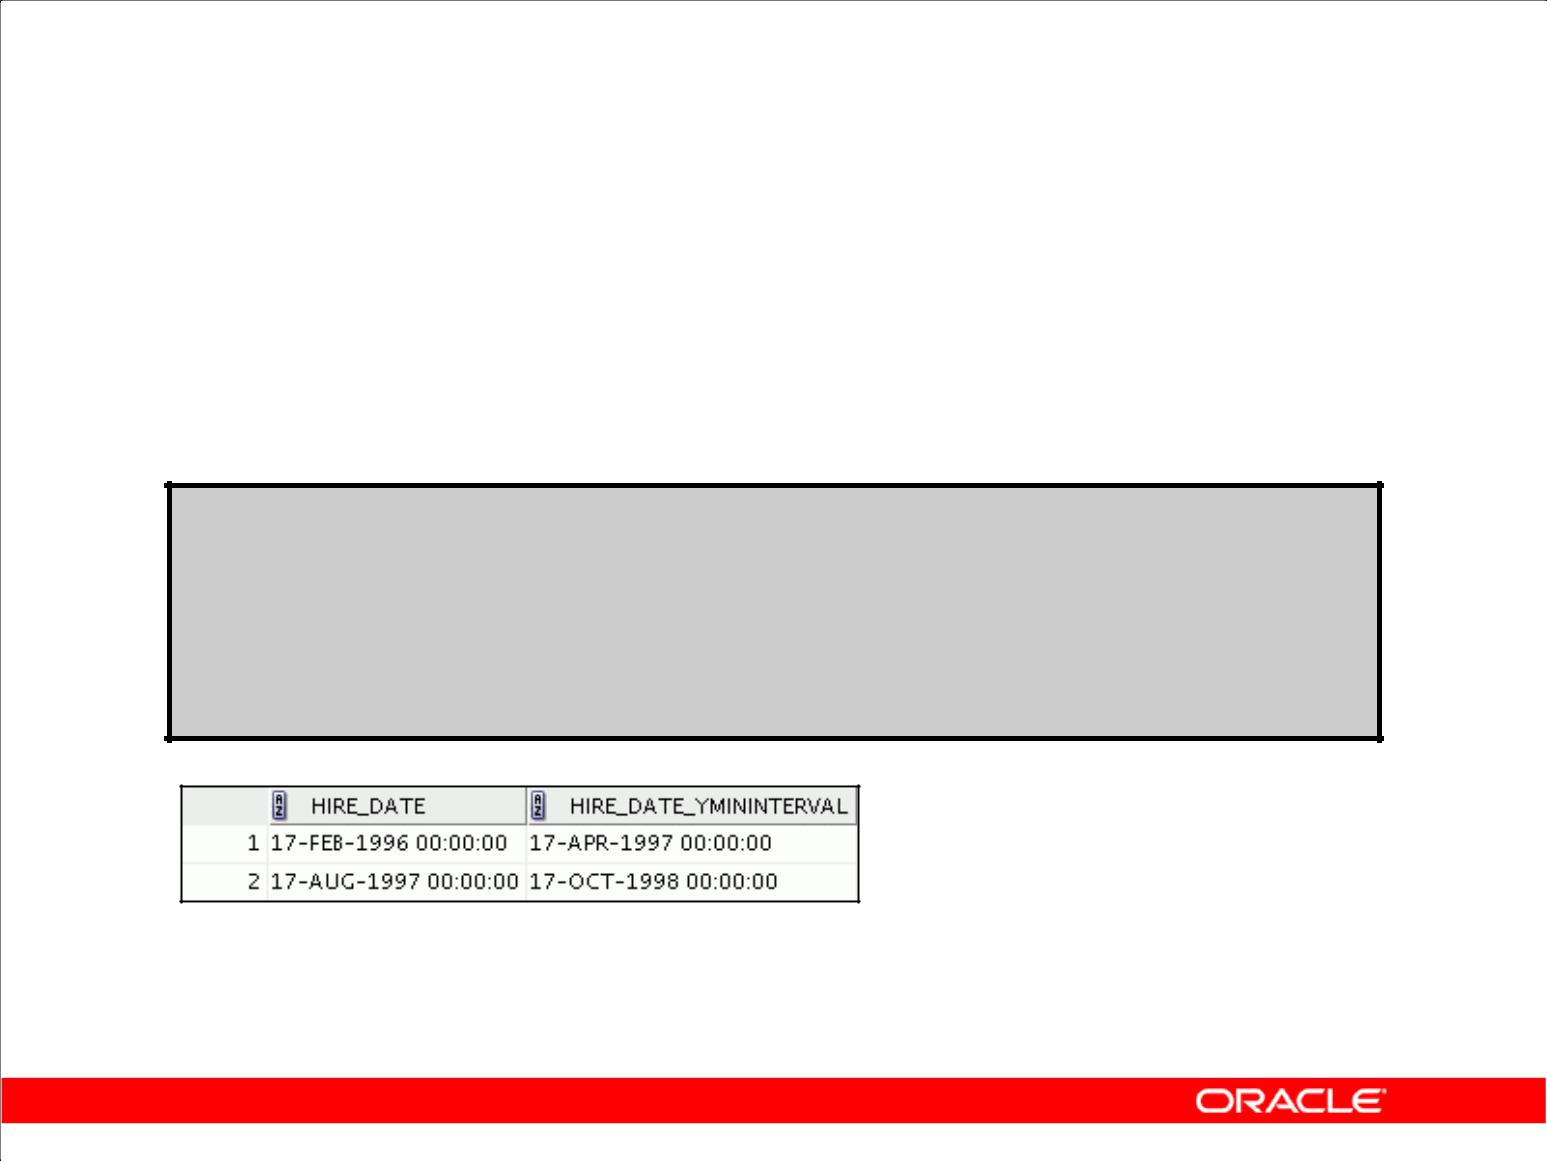 HIRE_DATE HIRE_DATE_YMININTERVAL
1 17-FEB-1996 00:00:00 17-APR-1997 00:00:00
2 17-AUG-1997 00:00:00 17-OCT-1998 00:00:00
ORACLE